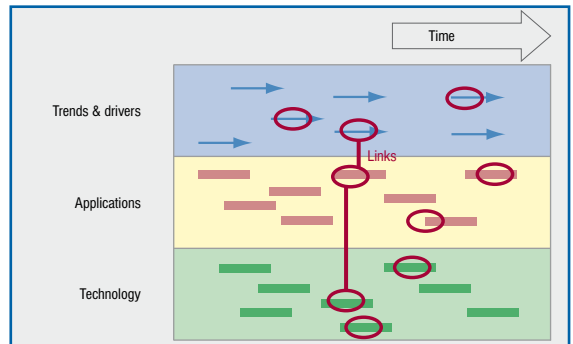 Time
Trends & drivers
Links
Applications
Technology